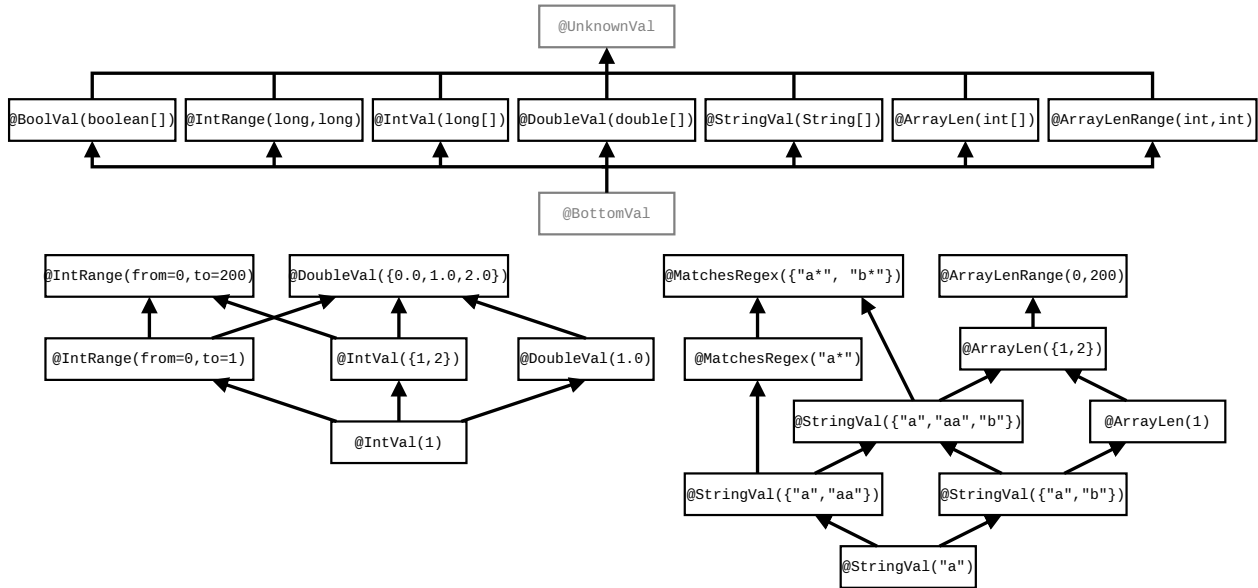 @UnknownVal
@BoolVal(boolean[])
@IntRange(long,long)
@IntVal(long[])
@DoubleVal(double[])
@StringVal(String[])
@ArrayLen(int[])
@ArrayLenRange(int,int)
@BottomVal
@IntRange(from=0,to=200)
@DoubleVal({0.0,1.0,2.0})
@MatchesRegex({"a*", "b*"})
@ArrayLenRange(0,200)
@IntRange(from=0,to=1)
@IntVal({1,2})
@DoubleVal(1.0)
@MatchesRegex("a*")
@ArrayLen({1,2})
@StringVal({"a","aa","b"})
@ArrayLen(1)
@IntVal(1)
@StringVal({"a","aa"})
@StringVal({"a","b"})
@StringVal("a")